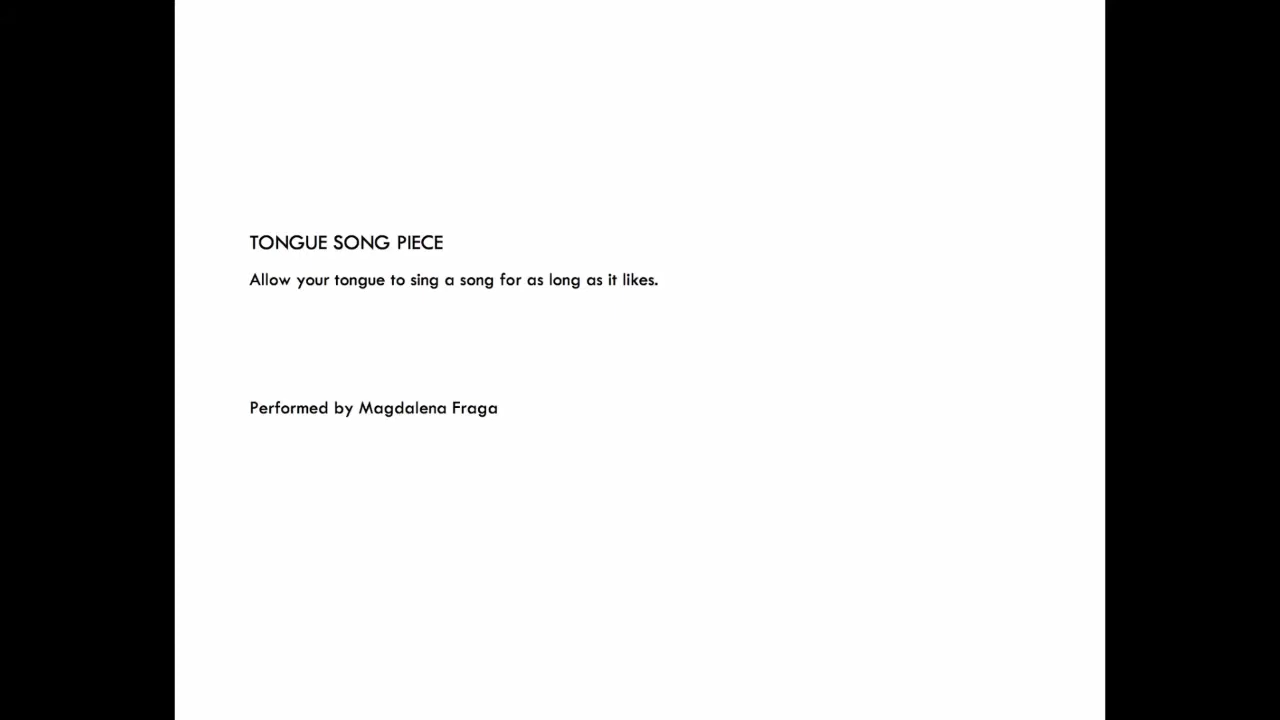 TONGUE SONG PIECE
Allow your tongue to sing a song for as long as it likes.
Performed by Magdalena Fraga